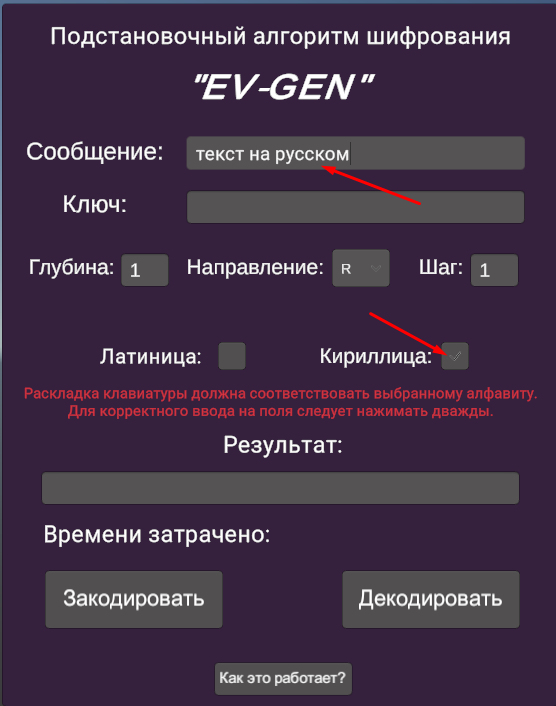 Подстановочный алгоритм шифрования
"EV-GEN"
Сообщение: текст на русском
Ключ:
Глубина: 1 Направление: R Шаг: 1
Латиница: Кириллица:
Раскладка клавиатуры должна соответствовать выбранному алфавиту.
Для корректного ввода на поля следует нажимать дважды.
Результат:
Времени затрачено:
Закодировать Декодировать
Как это работает?